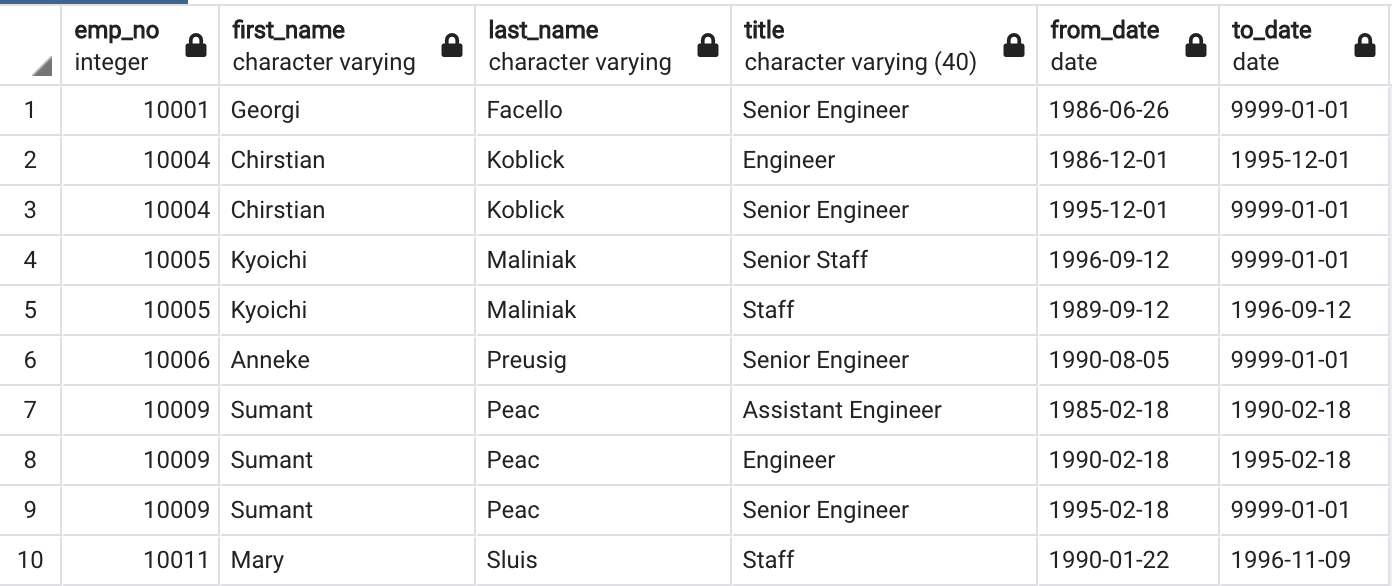 emp_no first_name last_name title from_date to_date
integer character varying character varying character varying (40) date date
1 10001 Georgi Facello Senior Engineer 1986-06-26 9999-01-01
2 10004 Chirstian Koblick Engineer 1986-12-01 1995-12-01
3 10004 Chirstian Koblick Senior Engineer 1995-12-01 9999-01-01
4 10005 Kyoichi Maliniak Senior Staff 1996-09-12 9999-01-01
5 10005 Kyoichi Maliniak Staff 1989-09-12 1996-09-12
6 10006 Anneke Preusig Senior Engineer 1990-08-05 9999-01-01
7 10009 Sumant Peac Assistant Engineer 1985-02-18 1990-02-18
8 10009 Sumant Peac Engineer 1990-02-18 1995-02-18
9 10009 Sumant Peac Senior Engineer 1995-02-18 9999-01-01
10 10011 Mary Sluis Staff 1990-01-22 1996-11-09